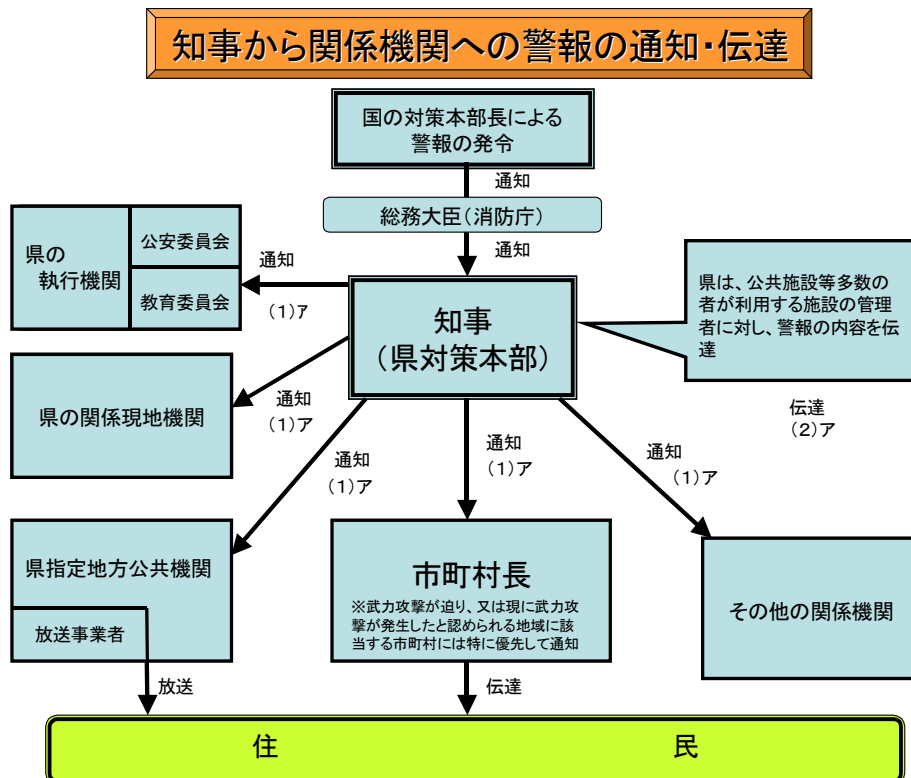 知事から関係機関への警報の通知・伝達
国の対策本部長による
警報の発令
通知
総務大臣(消防庁)
通知
県の
執行機関
公安委員会
教育委員会
通知
(1)ア
知事
(県対策本部)
県は、公共施設等多数の
者が利用する施設の管理
者に対し、警報の内容を伝
達
伝達
(2)ア
県の関係現地機関
通知
(1)ア
通知
(1)ア
通知
(1)ア
通知
(1)ア
県指定地方公共機関
放送事業者
市町村長
※武力攻撃が迫り、又は現に武力攻
撃が発生したと認められる地域に該
当する市町村には特に優先して通知
その他の関係機関
放送
伝達
住 民